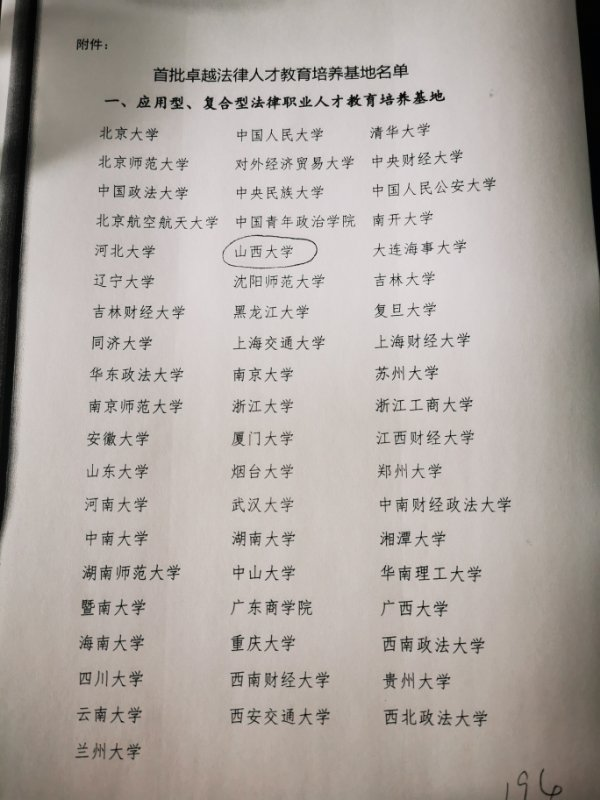 附件：
首批卓越法律人才教育培养基地名单
一、应用型、复合型法律职业人才教育培养基地
北京大学 中国人民大学 清华大学
北京师范大学 对外经济贸易大学 中央财经大学
中国政法大学 中央民族大学 中国人民公安大学
北京航空航天大学 中国青年政治学院 南开大学
河北大学 山西大学 大连海事大学
辽宁大学 沈阳师范大学 吉林大学
吉林财经大学 黑龙江大学 复旦大学
同济大学 上海交通大学 上海财经大学
华东政法大学 南京大学 苏州大学
南京师范大学 浙江大学 浙江工商大学
安徽大学 厦门大学 江西财经大学
山东大学 烟台大学 郑州大学
河南大学 武汉大学 中南财经政法大学
中南大学 湖南大学 湘潭大学
湖南师范大学 中山大学 华南理工大学
暨南大学 广东商学院 广西大学
海南大学 重庆大学 西南政法大学
四川大学 西南财经大学 贵州大学
云南大学 西安交通大学 西北政法大学
兰州大学
196